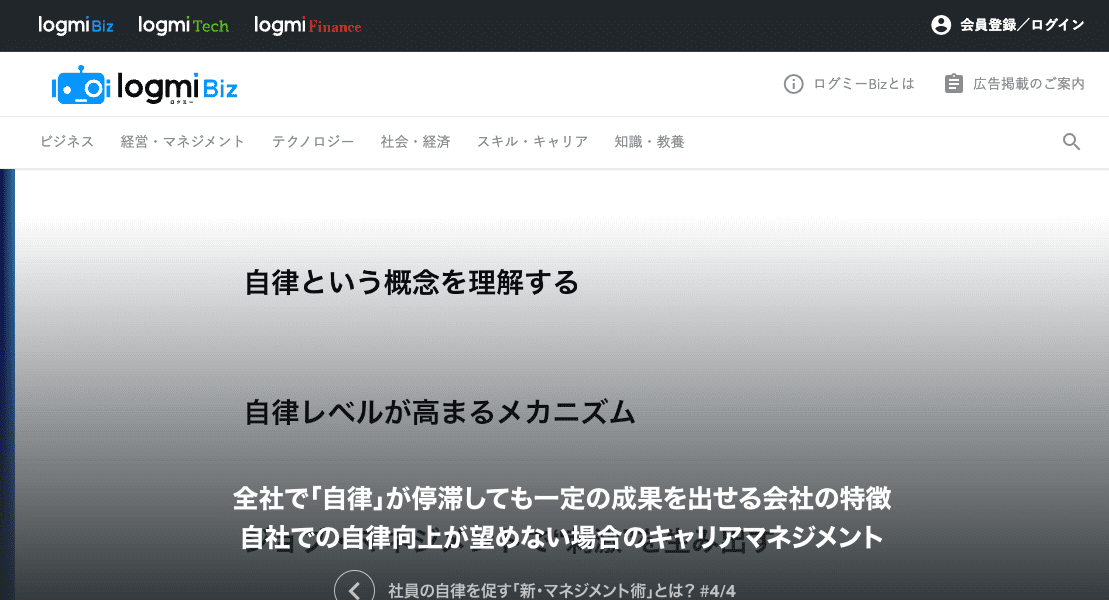 logmi Biz logmi Tech logmi Finance 会員登録／ログイン
logmi Biz
ログミー
ログミーBizとは 広告掲載のご案内
ビジネス 経営・マネジメント テクノロジー 社会・経済 スキル・キャリア 知識・教養
自律という概念を理解する
自律レベルが高まるメカニズム
全社で「自律」が停滞しても一定の成果を出せる会社の特徴
自社での自律向上が望めない場合のキャリアマネジメント
社員の自律を促す「新・マネジメント術」とは？ #4/4